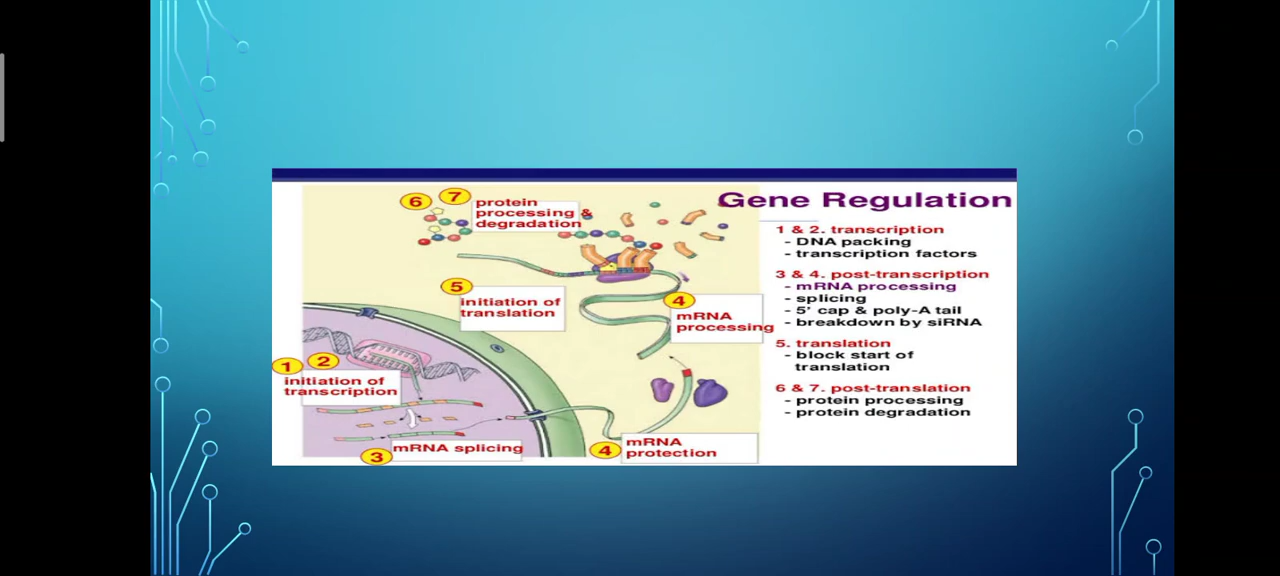 Gene Regulation
6
7
protein
processing &
degradation
5
initiation of
translation
4
mRNA
processing
1
2
initiation of
transcription
3
mRNA splicing
4
mRNA
protection
1 & 2. transcription
- DNA packing
- transcription factors
3 & 4. post-transcription
- mRNA processing
- splicing
- 5’ cap & poly-A tail
- breakdown by siRNA
5. translation
- block start of
translation
6 & 7. post-translation
- protein processing
- protein degradation